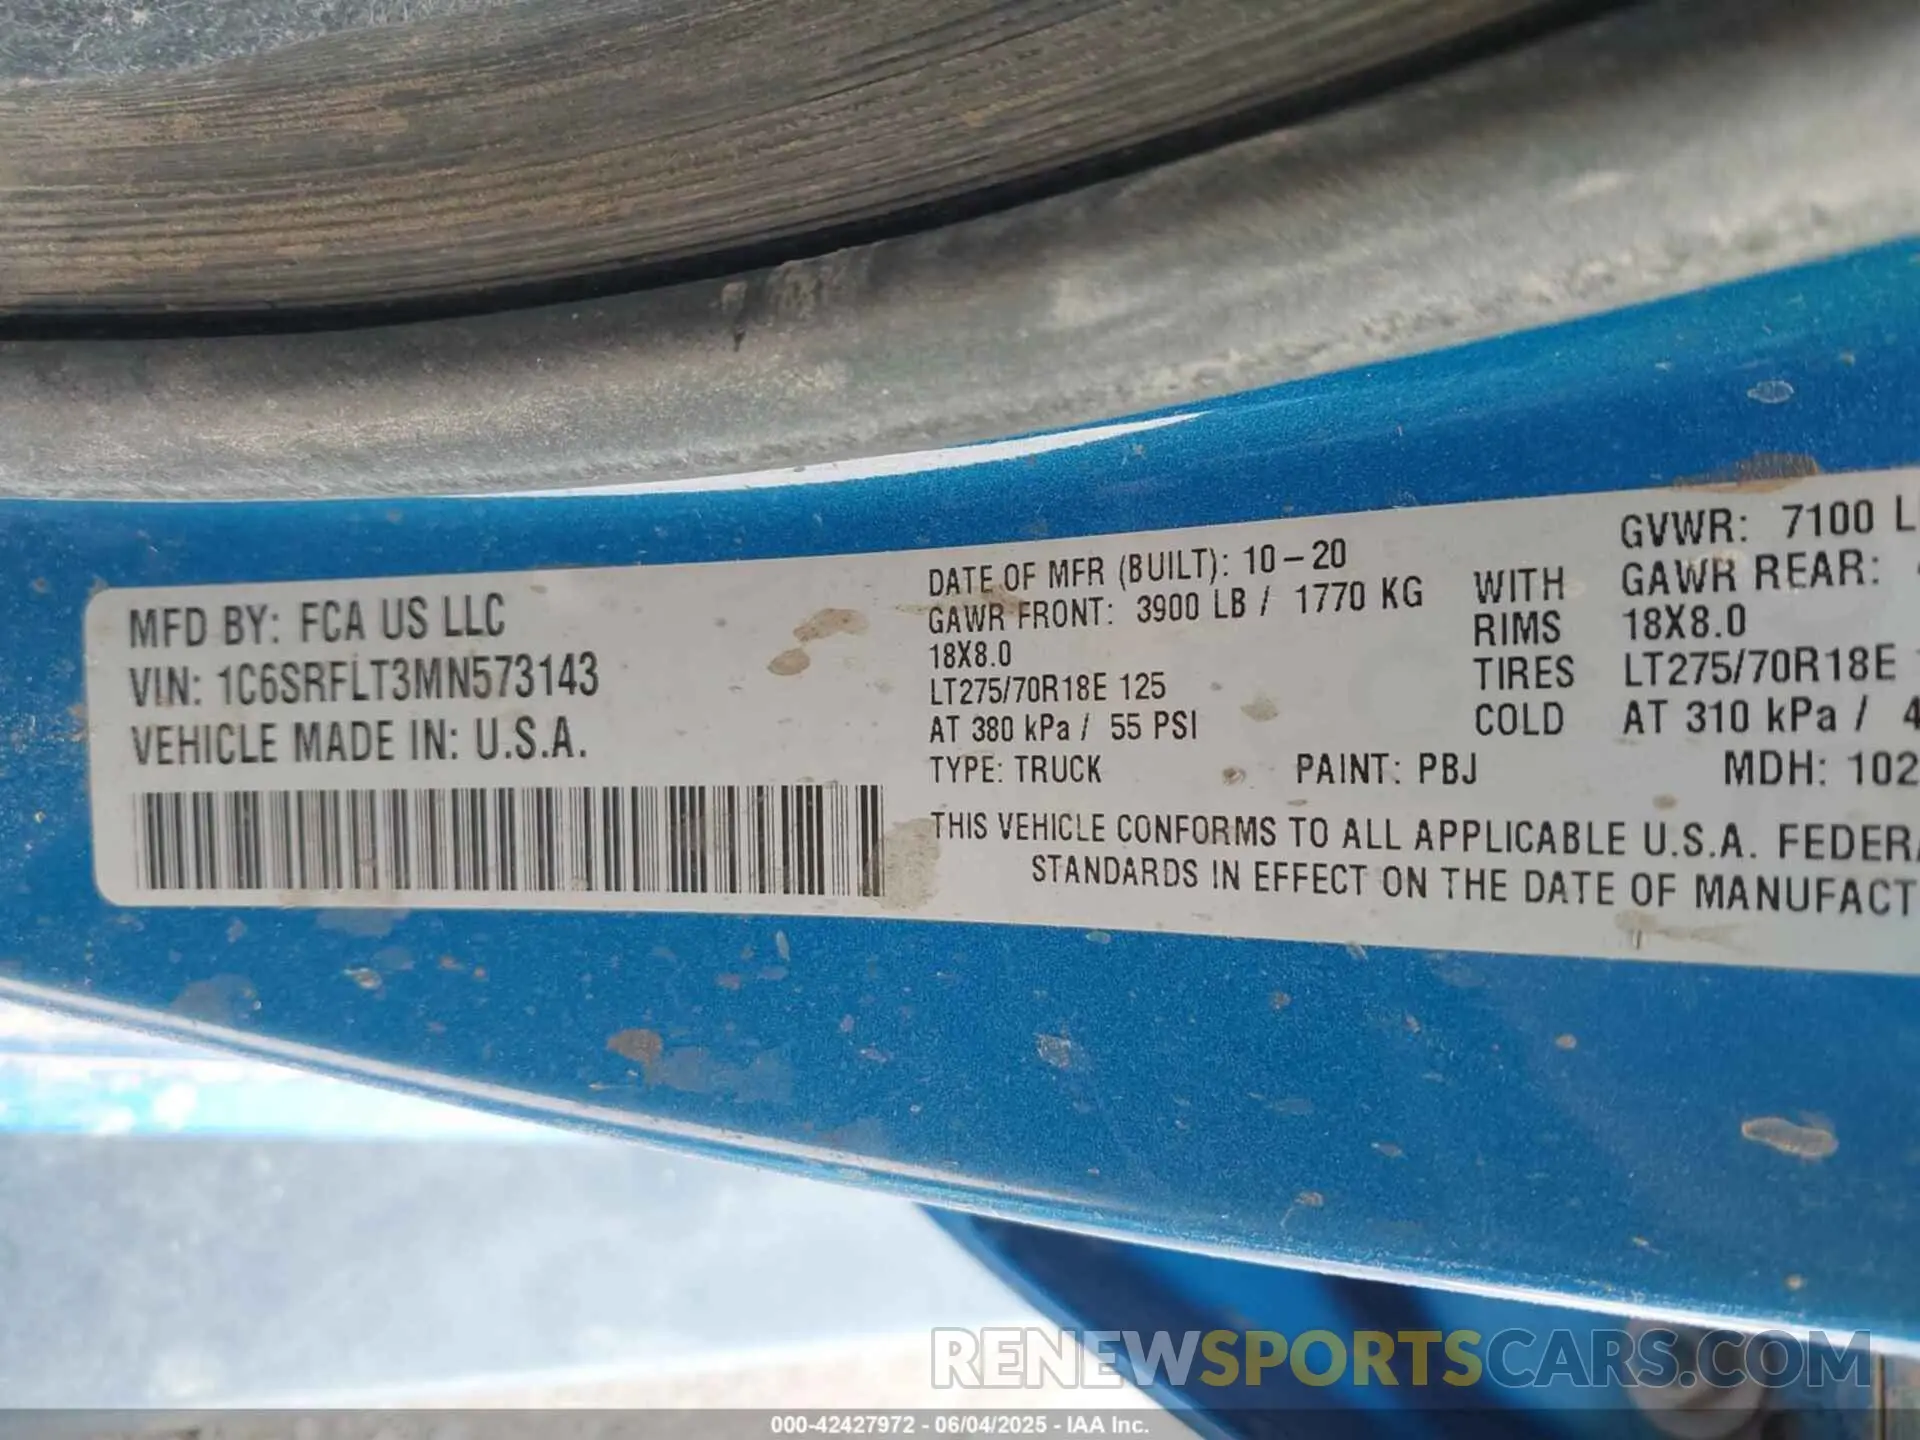 MFD BY: FCA US LLC
VIN: 1C6SRFLT3MN573143
VEHICLE MADE IN: U.S.A.
DATE OF MFR (BUILT): 10-20
GVWR: 7100 L
GAWR FRONT: 3900 LB / 1770 KG WITH GAWR REAR:
18X8.0 RIMS 18X8.0
LT275/70R18E 125 TIRES LT275/70R18E
AT 380 kPa / 55 PSI COLD AT 310 kPa / 4
TYPE: TRUCK PAINT: PBJ MDH: 102
THIS VEHICLE CONFORMS TO ALL APPLICABLE U.S.A. FEDERA
STANDARDS IN EFFECT ON THE DATE OF MANUFACT
RENEWSPORTSCARS.COM
000-42427972 - 06/04/2025 - IAA Inc.